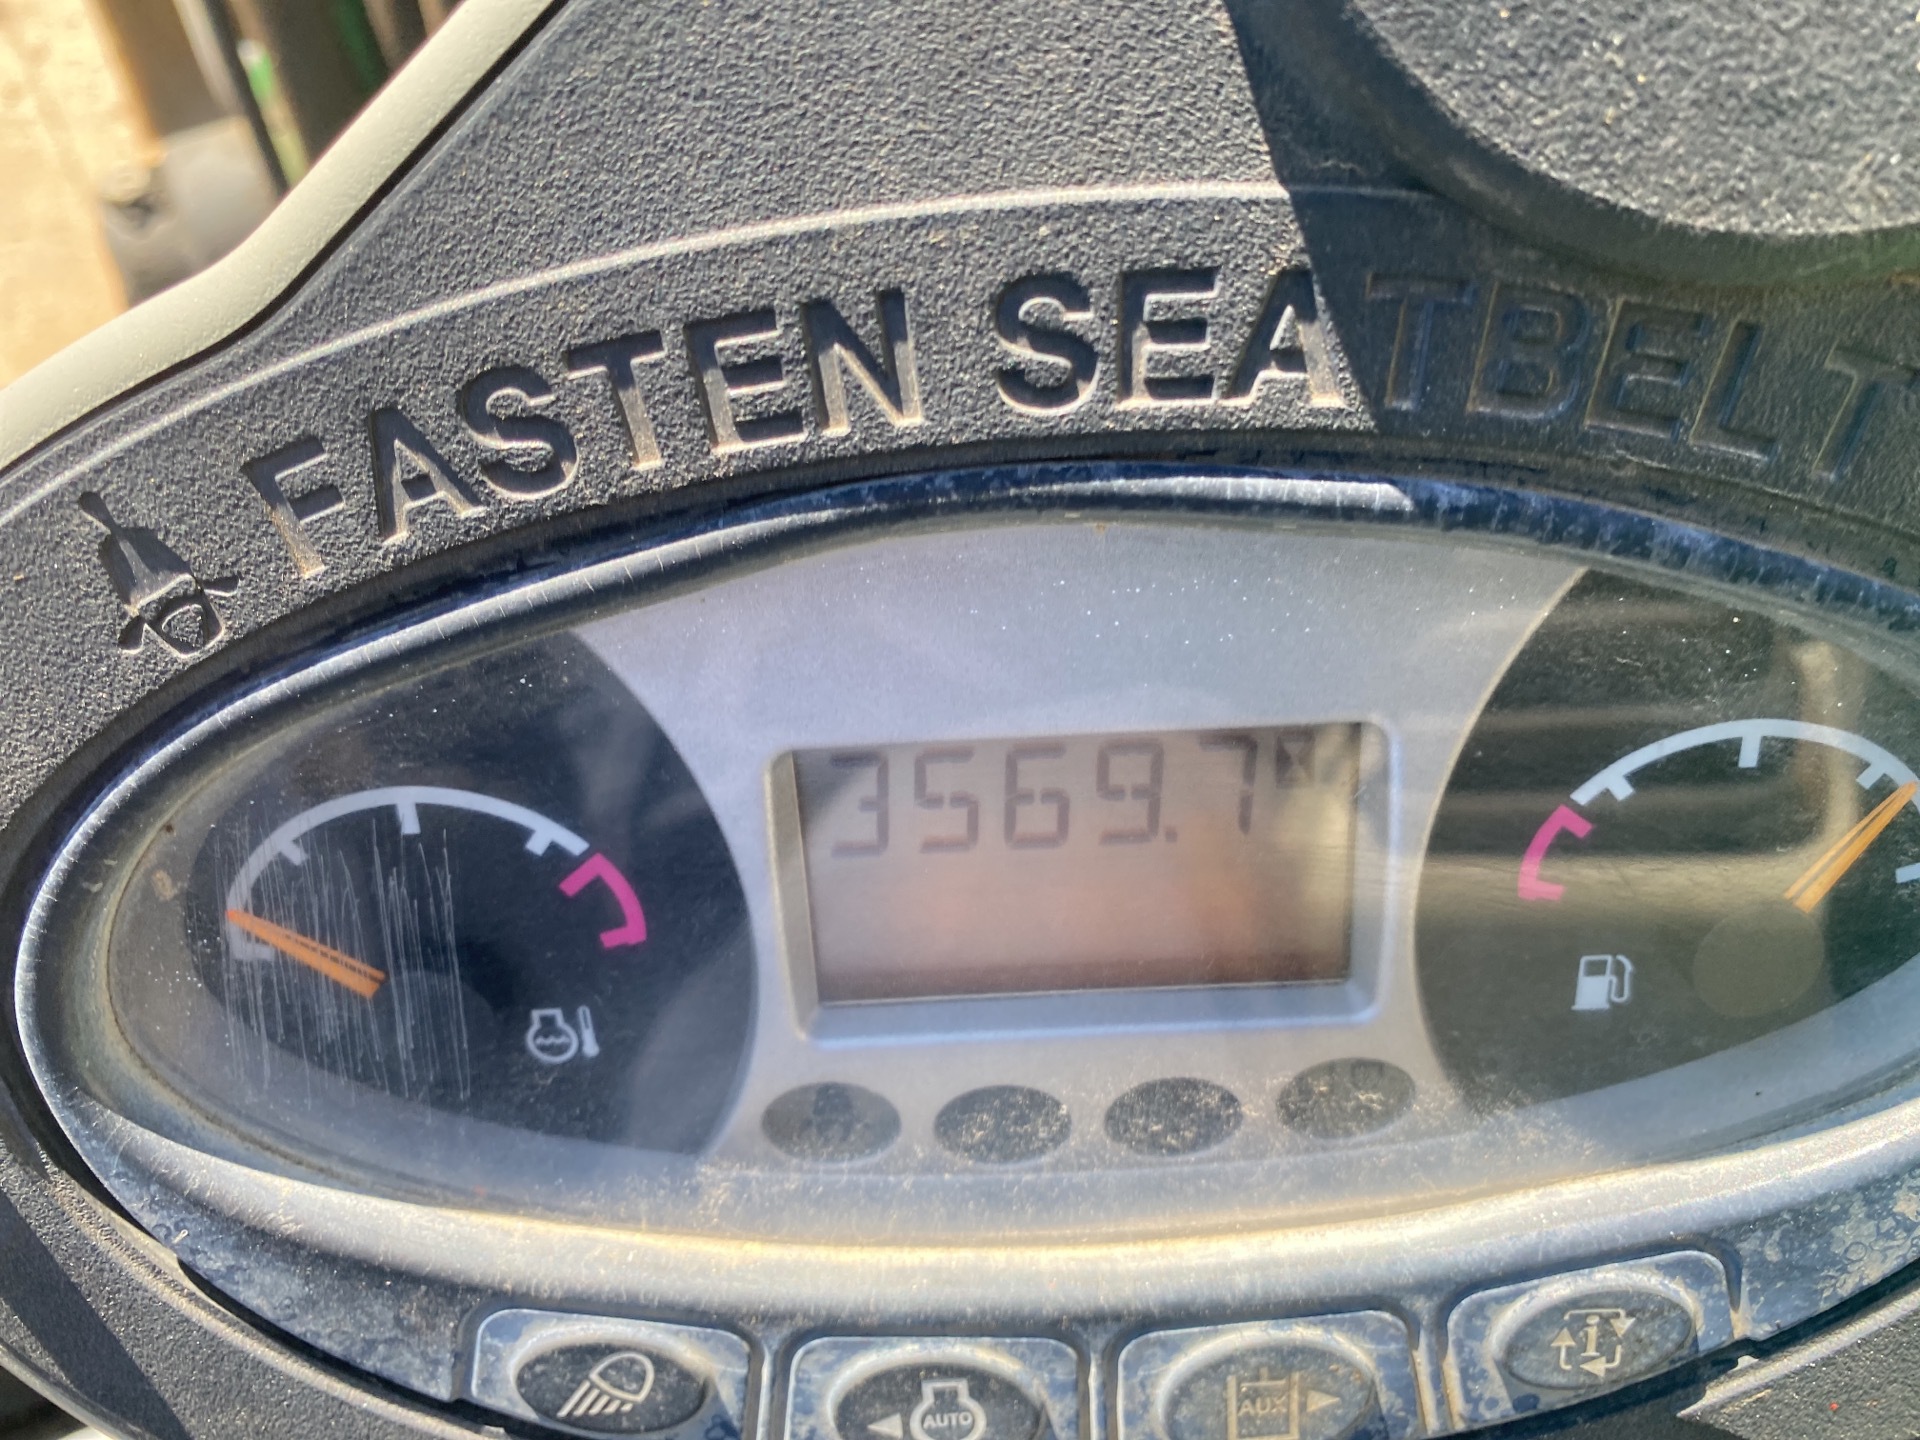 FASTEN SEATBELT
3569.7
AUTO
AUX
i